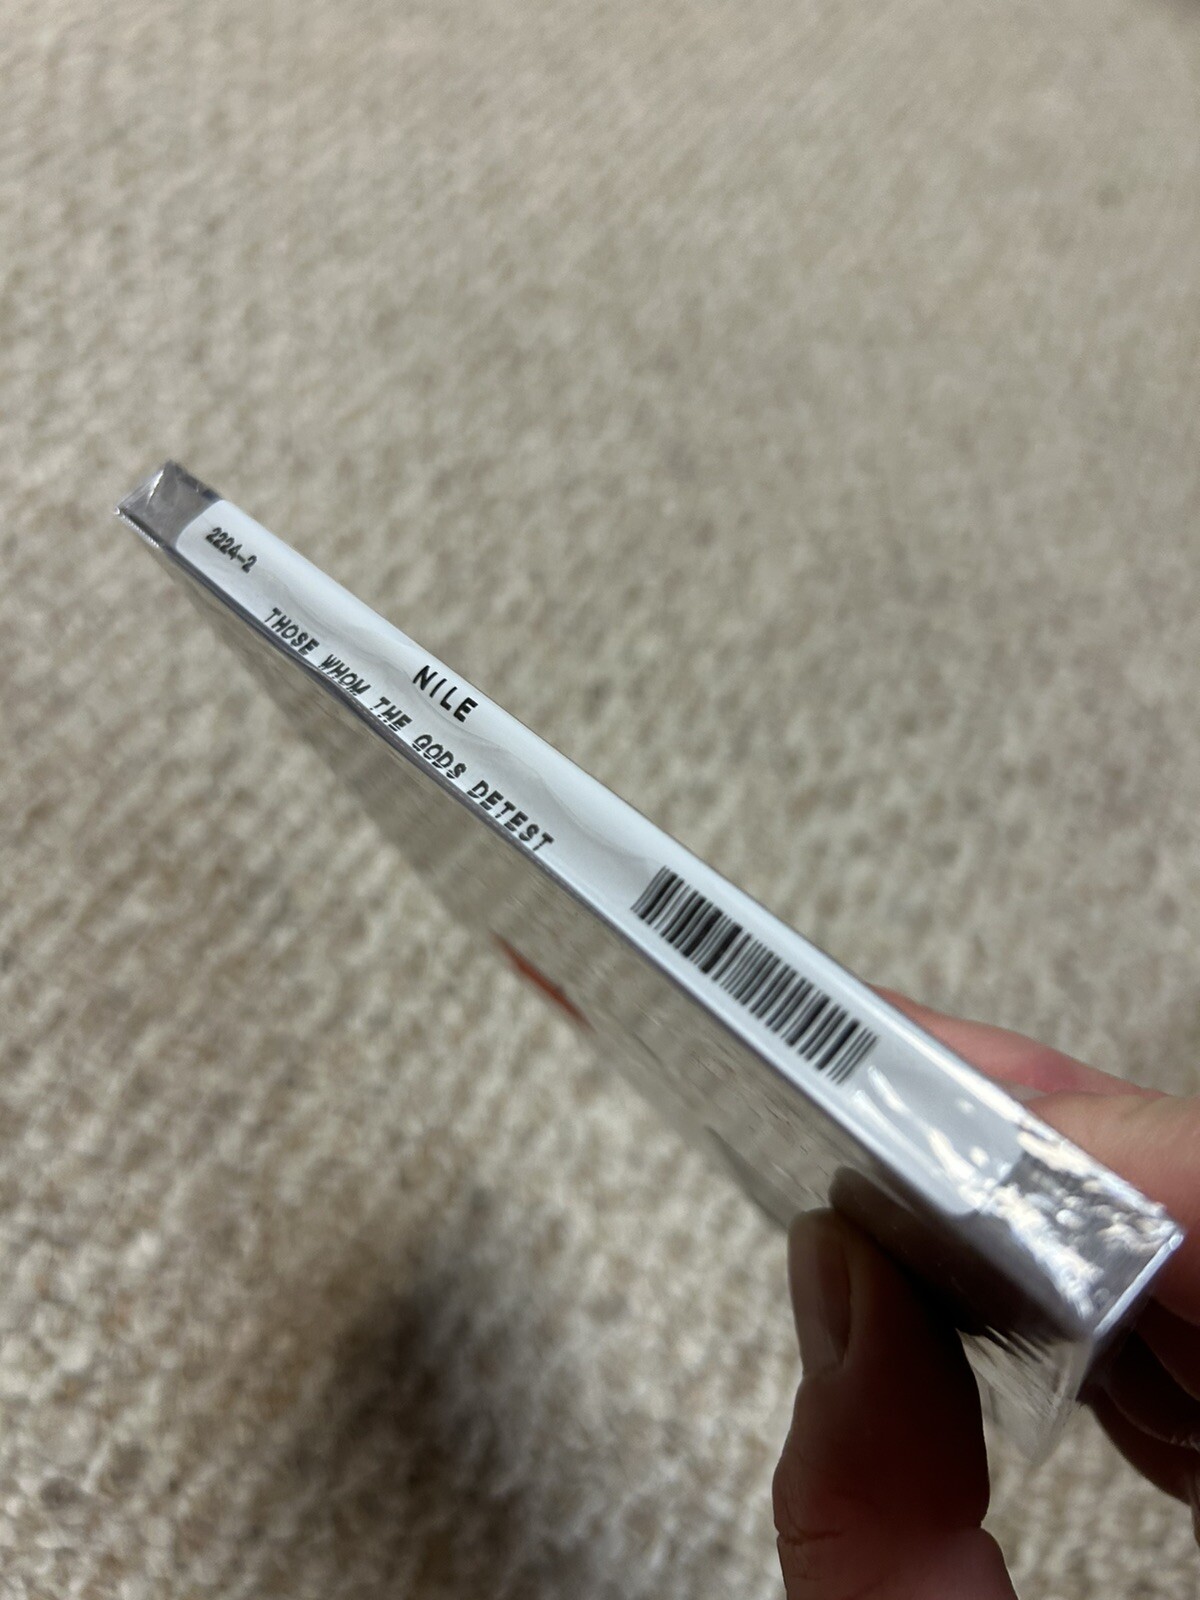 2224-2
NILE
THOSE WHOM THE GODS DETEST